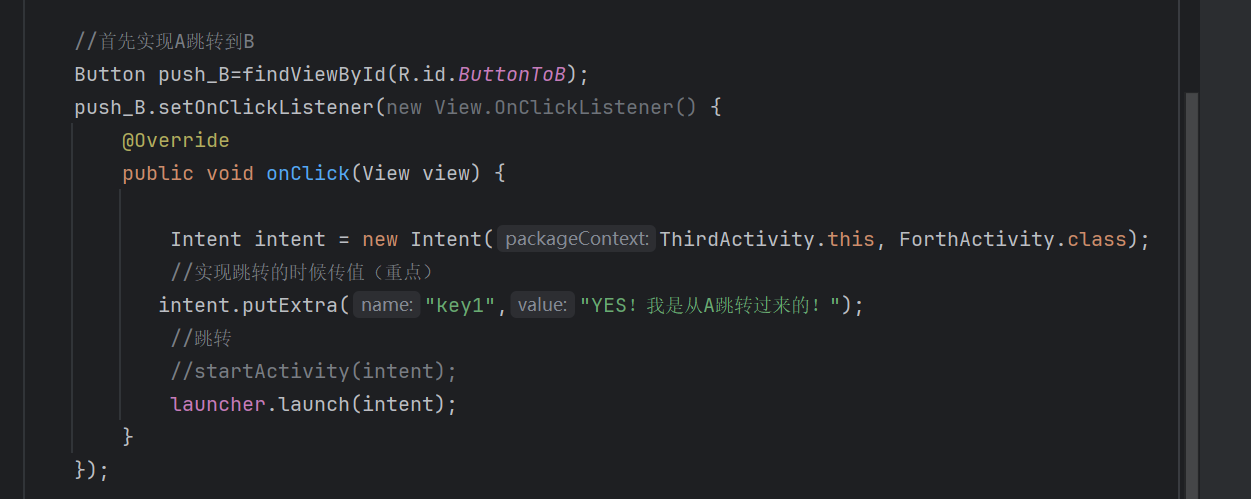 //首先实现A跳转到B
Button push_B=findViewById(R.id.ButtonToB);
push_B.setOnClickListener(new View.OnClickListener() {
@Override
public void onClick(View view) {
Intent intent = new Intent( packageContext: ThirdActivity.this, ForthActivity.class);
//实现跳转的时候传值（重点）
intent.putExtra( name: "key1", value: "YES！我是从A跳转过来的！");
//跳转
//startActivity(intent);
launcher.launch(intent);
}
});